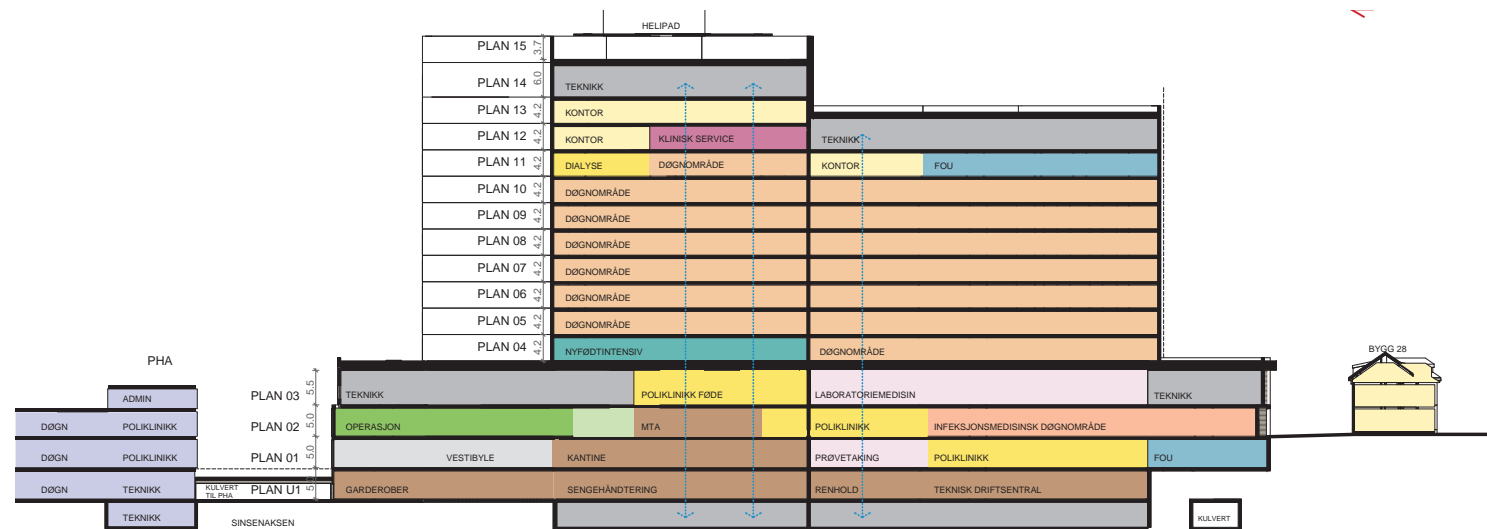 HELIPAD
PLAN 15 3.7
PLAN 14 6.0 TEKNIKK
PLAN 13 4.2 KONTOR
PLAN 12 4.2 KONTOR KLINISK SERVICE TEKNIKK
PLAN 11 4.2 DIALYSE DØGNOMRÅDE KONTOR FOU
PLAN 10 4.2 DØGNOMRÅDE
PLAN 09 4.2 DØGNOMRÅDE
PLAN 08 4.2 DØGNOMRÅDE
PLAN 07 4.2 DØGNOMRÅDE
PLAN 06 4.2 DØGNOMRÅDE
PLAN 05 4.2 DØGNOMRÅDE
PLAN 04 4.2 NYFØDTINTENSIV DØGNOMRÅDE
BYGG 28
PHA
ADMIN PLAN 03 5.5 TEKNIKK POLIKLINIKK FØDE LABORATORIEMEDISIN TEKNIKK
DØGN POLIKLINIKK PLAN 02 5.0 OPERASJON MTA POLIKLINIKK INFEKSJONSMEDISINSK DØGNOMRÅDE
DØGN POLIKLINIKK PLAN 01 5.0 VESTIBYLE KANTINE PRØVETAKING POLIKLINIKK FOU
DØGN TEKNIKK KULVERT
TIL PHA PLAN U1 GARDEROBER SENGEHÅNDTERING RENHOLD TEKNISK DRIFTSENTRAL
TEKNIKK SINSENAKSEN KULVERT